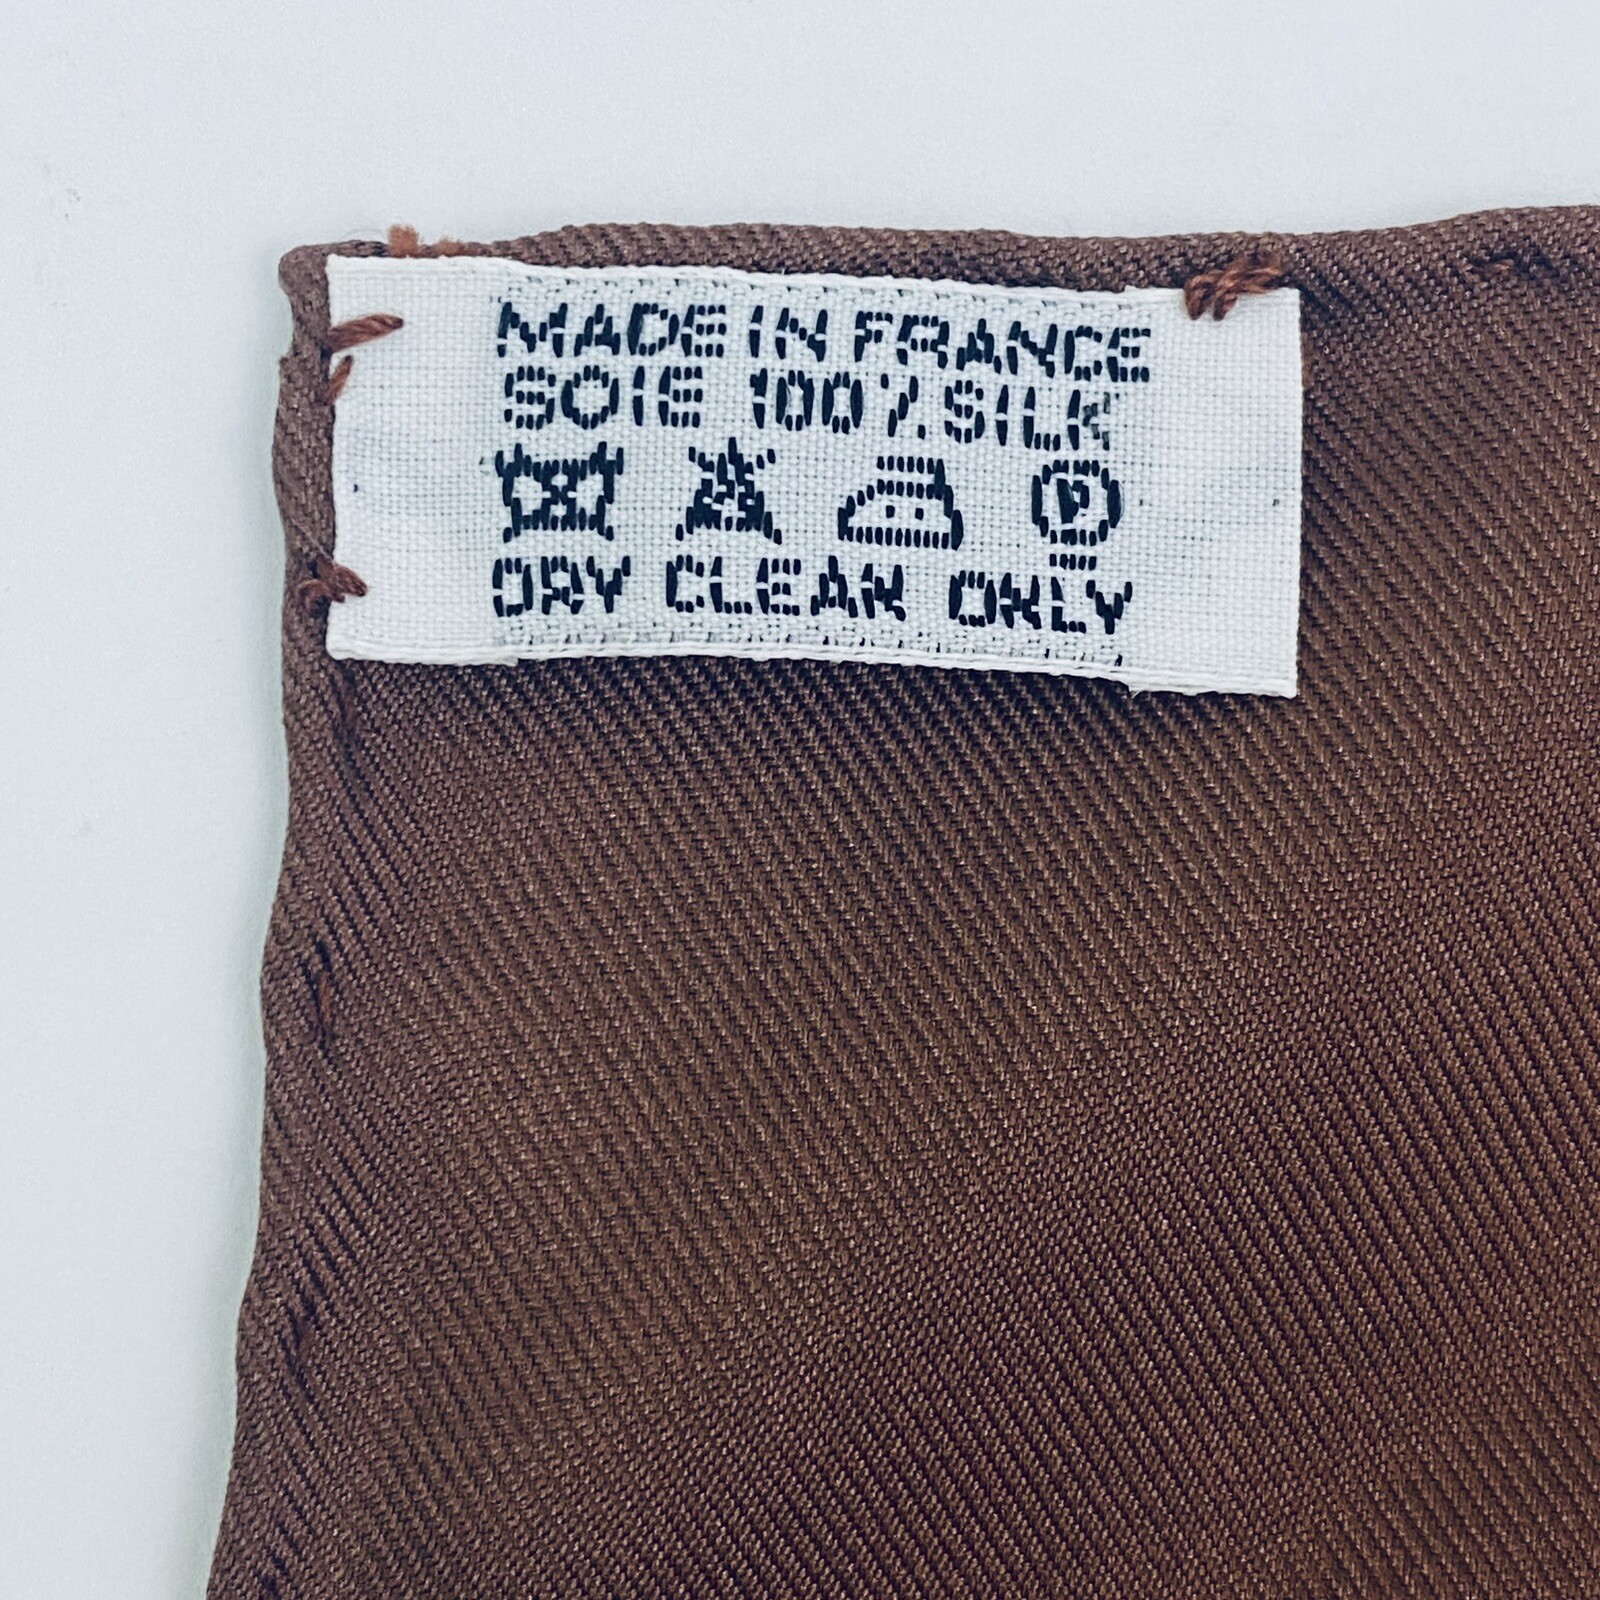 MADE IN FRANCE
SOIE 100% SILK
P
DRY CLEAN ONLY